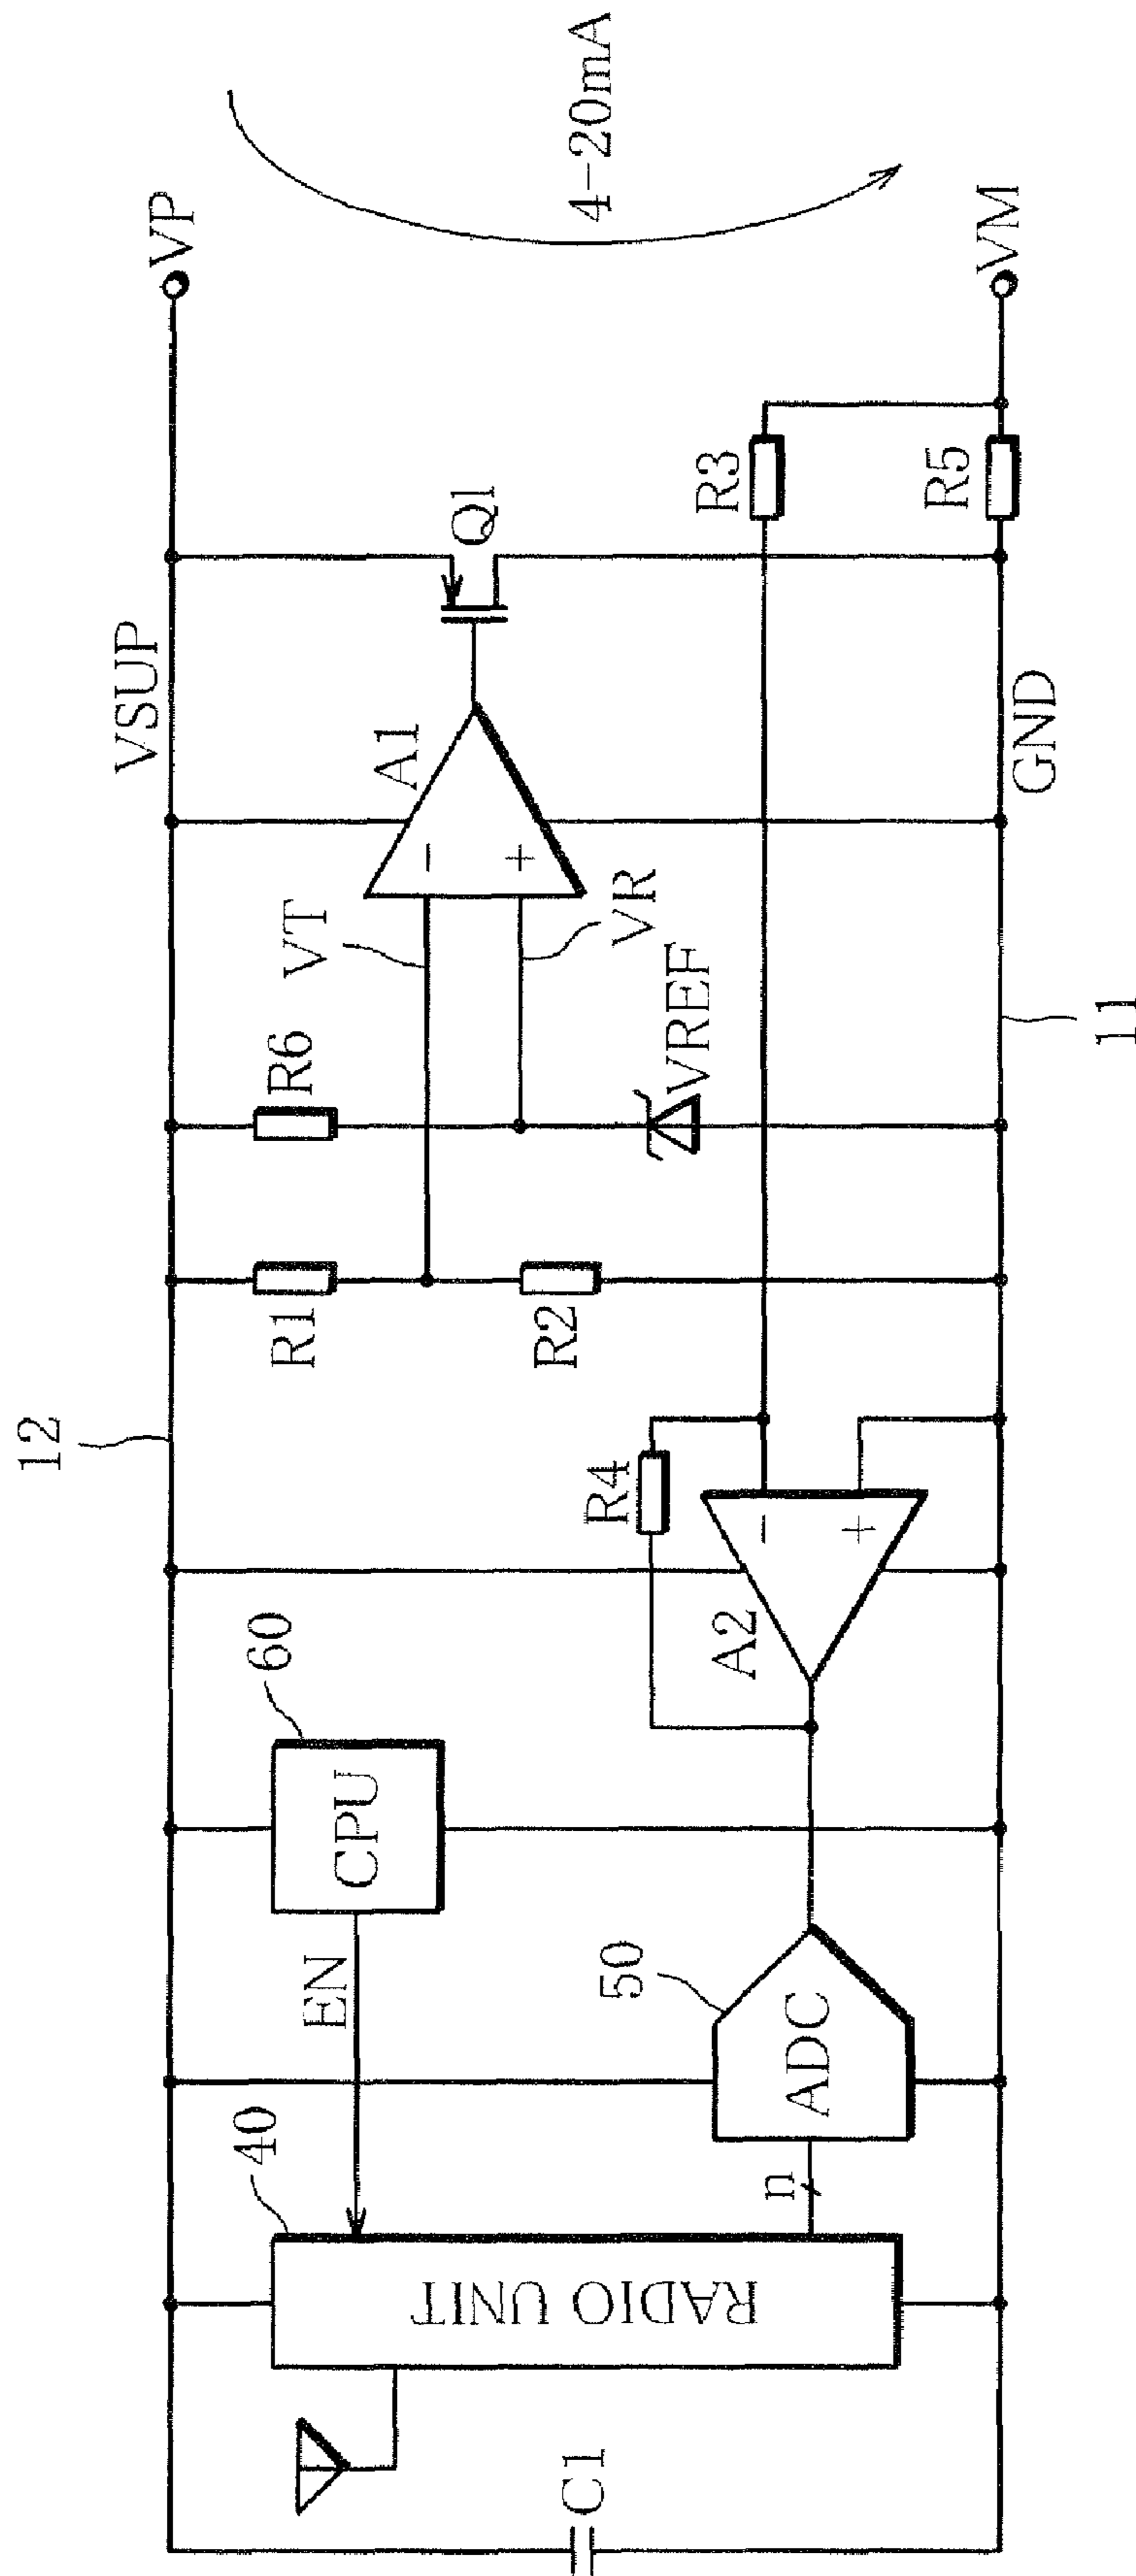 12
VSUP
VP
C1
RADIO UNIT
40
EN
CPU
60
n
ADC
50
A2
-
+
R4
R1
R2
R6
VREF
VT
VR
A1
-
+
Q1
R3
R5
4-20mA
GND
VM
11